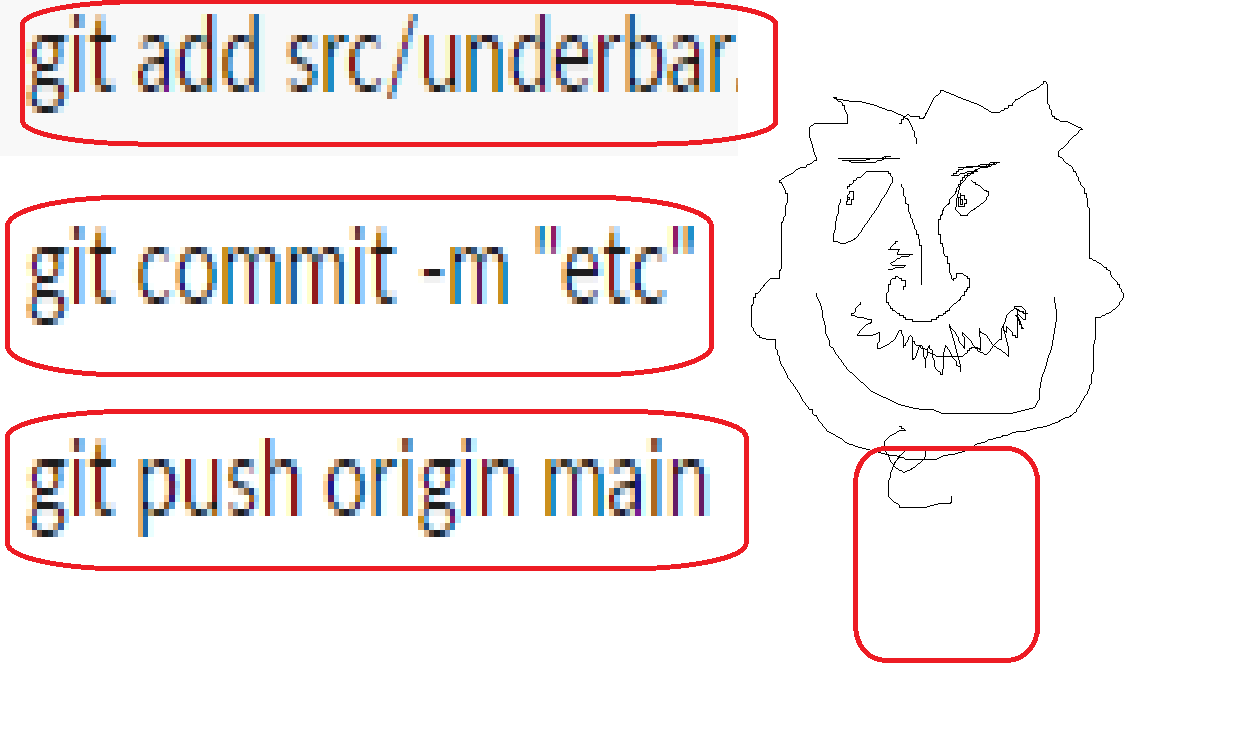 git add src/underbar.
git commit -m "etc"
git push origin main